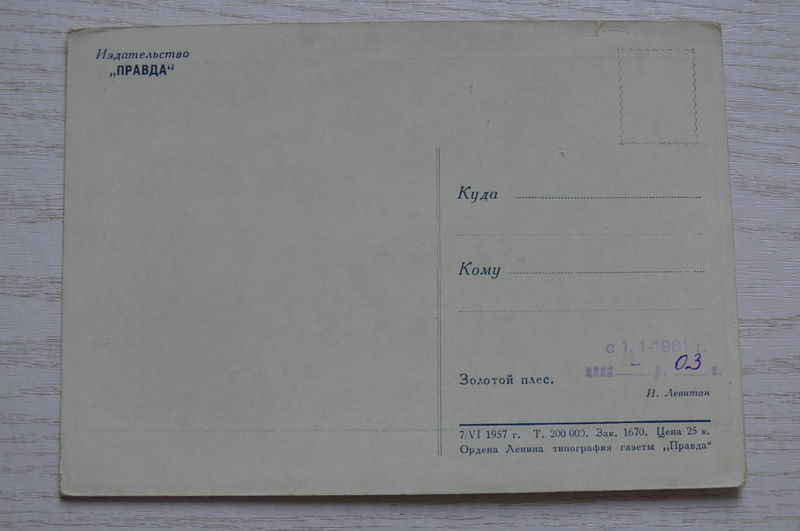 Издательство
„ПРАВДА“
Куда
Кому
с 1. 1-1961 г.
цена - р. 03 к.
Золотой плес.
И. Левитан
7/VI 1957 г. Т. 200 000. Зак. 1670. Цена 25 к.
Ордена Ленина типография газеты „Правда“